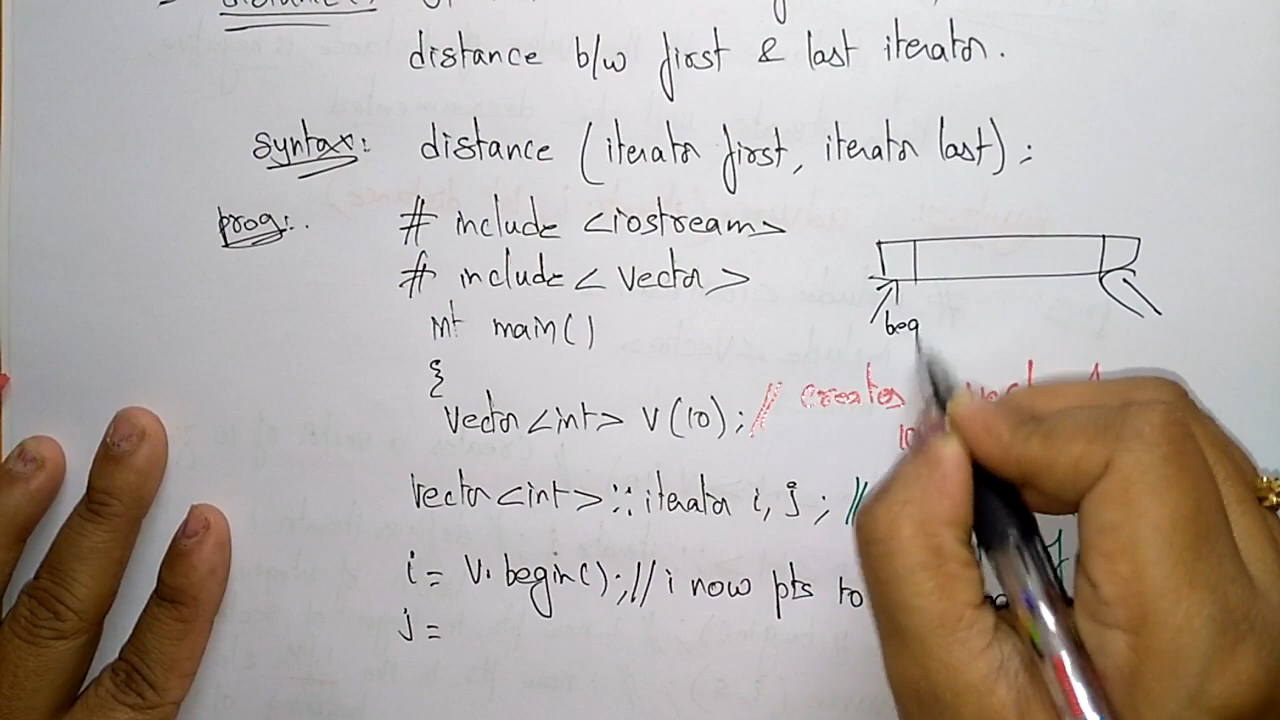 distance b/w first & last iterator.
syntax: distance (iterator first, iterator last);
prog:. # include <iostream>
# include < vector >
int main()
beg
{
vector<int> v(10); // creates
10
vector<int> :: iterator i, j ; //
i = v. begin(); // i now pts to
j =